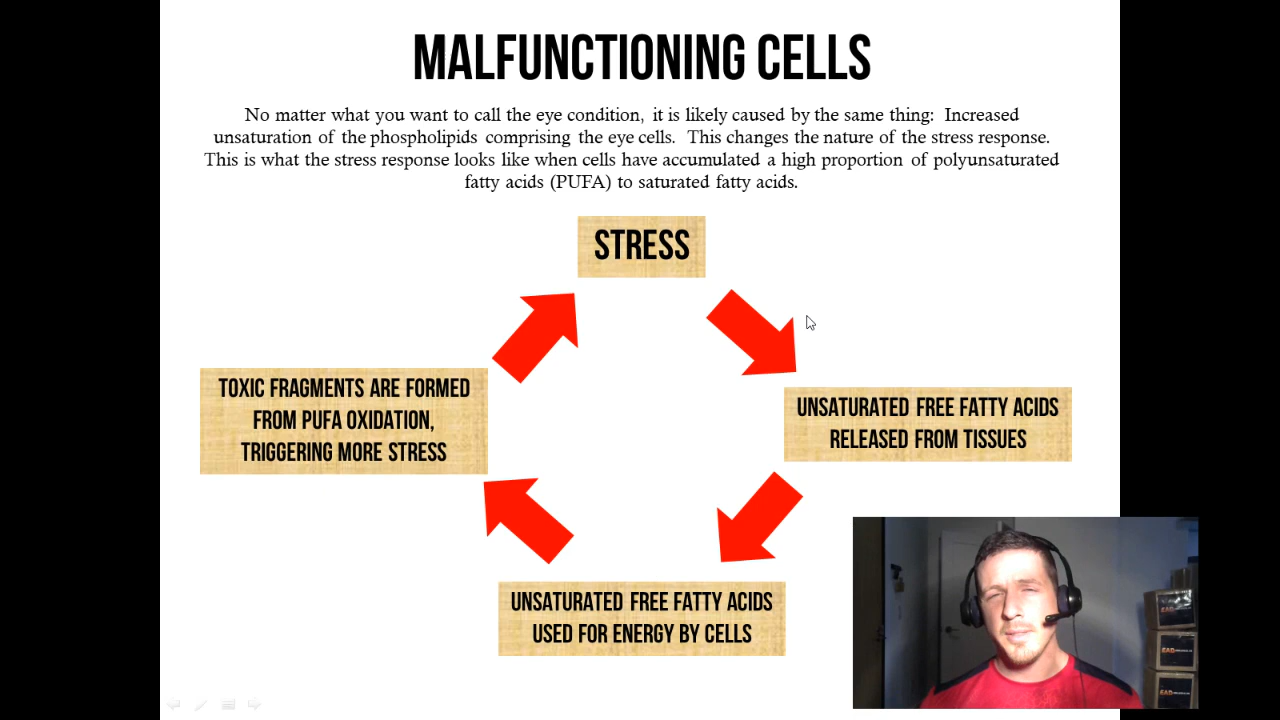 MALFUNCTIONING CELLS
No matter what you want to call the eye condition, it is likely caused by the same thing: Increased
unsaturation of the phospholipids comprising the eye cells. This changes the nature of the stress response.
This is what the stress response looks like when cells have accumulated a high proportion of polyunsaturated
fatty acids (PUFA) to saturated fatty acids.
STRESS
TOXIC FRAGMENTS ARE FORMED
FROM PUFA OXIDATION,
TRIGGERING MORE STRESS
UNSATURATED FREE FATTY ACIDS
RELEASED FROM TISSUES
UNSATURATED FREE FATTY ACIDS
USED FOR ENERGY BY CELLS